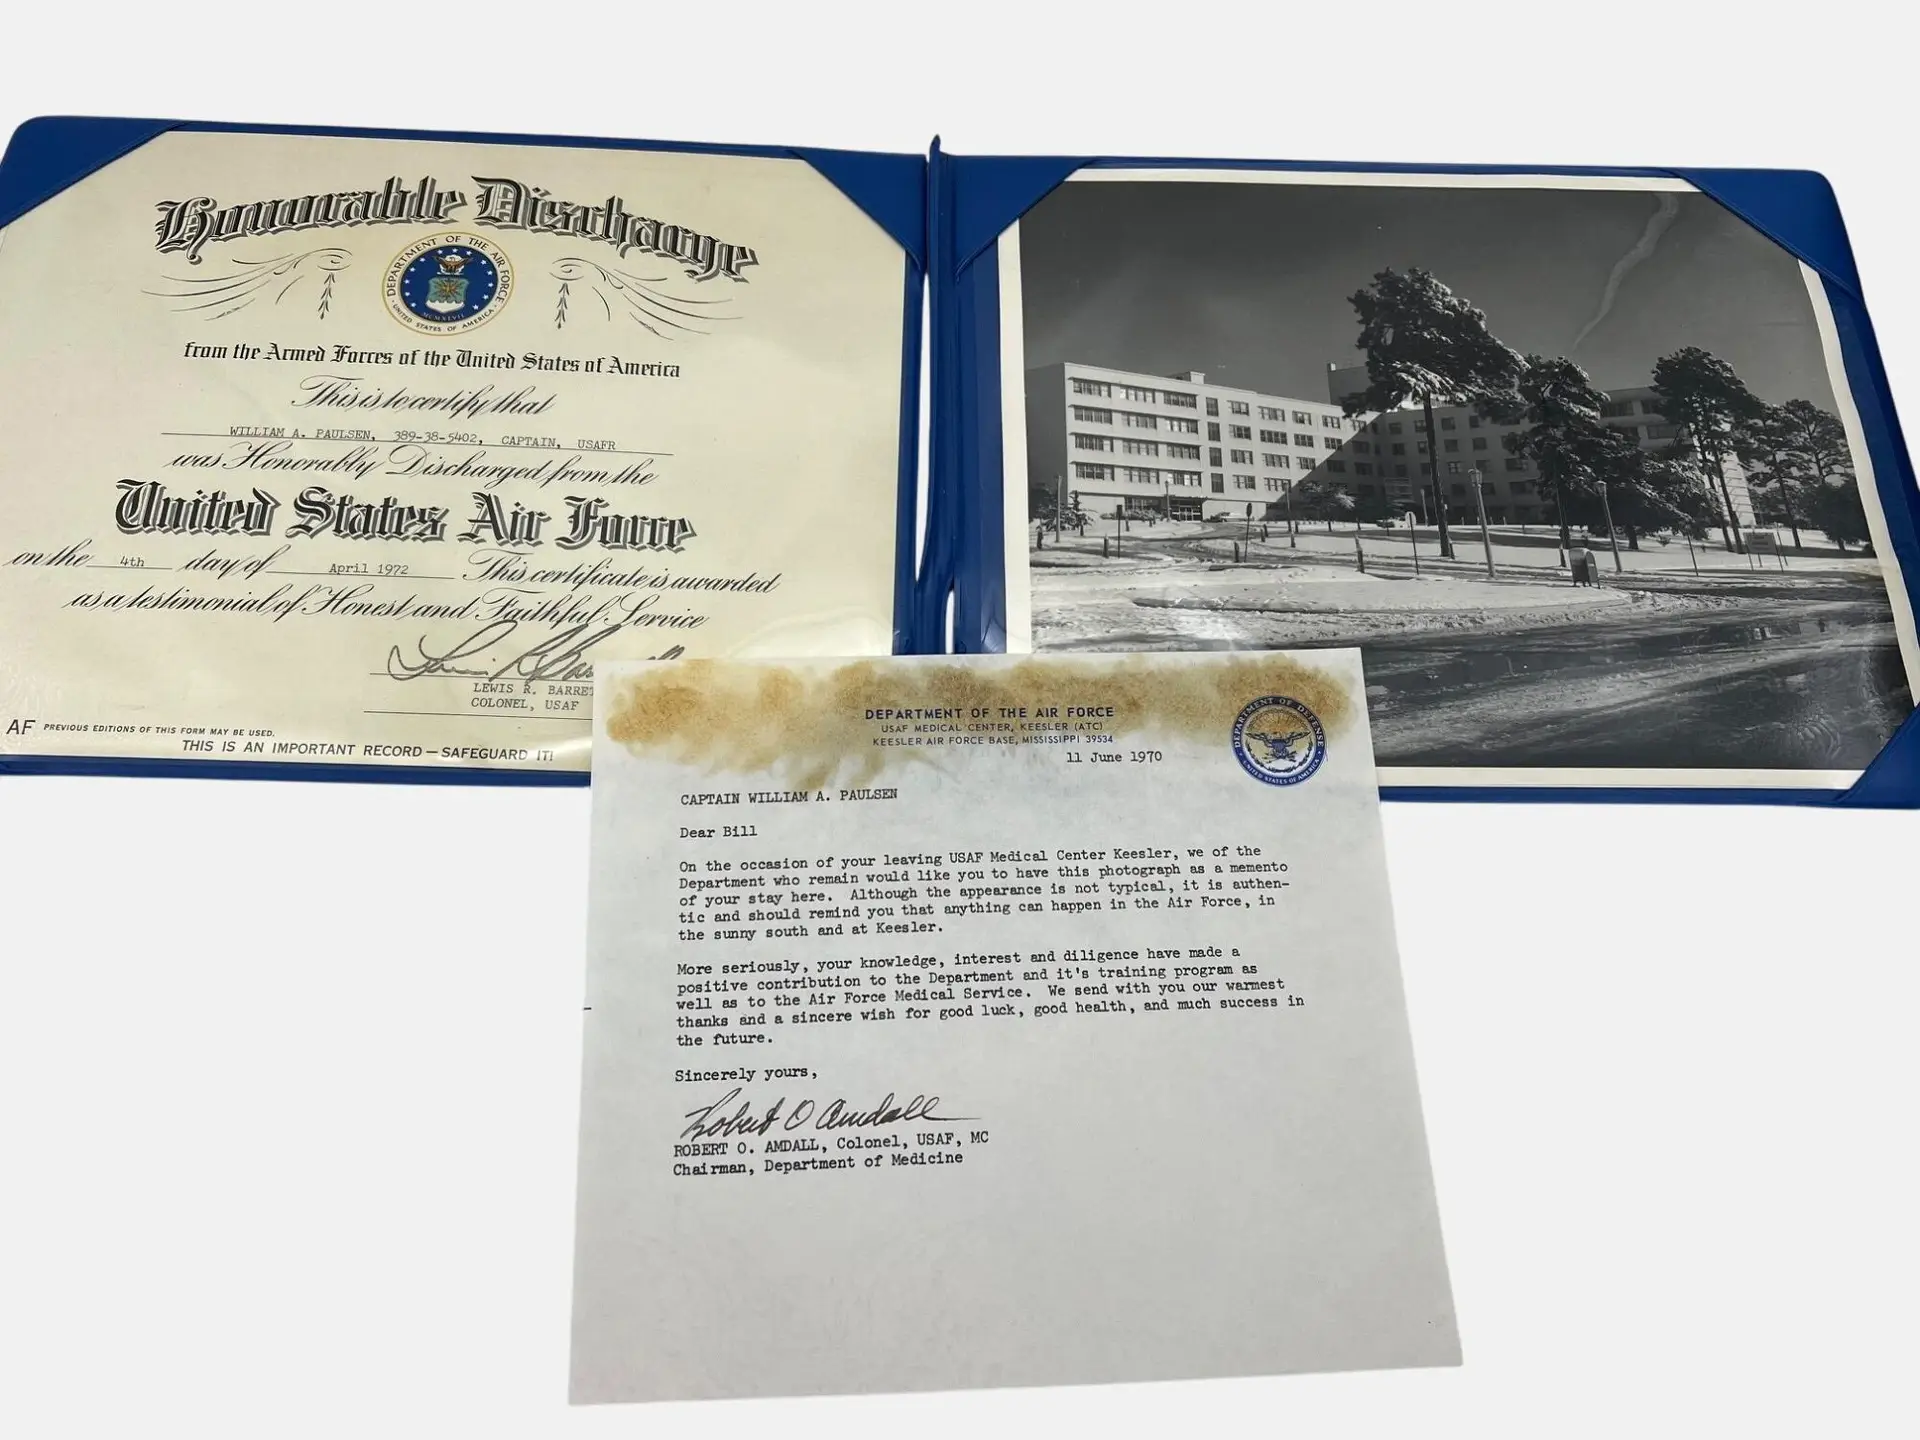 Honorable Discharge
DEPARTMENT OF THE AIR FORCE
MCMXLVII
UNITED STATES OF AMERICA
from the Armed Forces of the United States of America
This is to certify that
WILLIAM A. PAULSEN, 389-38-5402, CAPTAIN, USAFR
was Honorably Discharged from the
United States Air Force
on the 4th day of April 1972 This certificate is awarded
as a testimonial of Honest and Faithful Service
LEWIS R. BARRET
COLONEL, USAF
AF PREVIOUS EDITIONS OF THIS FORM MAY BE USED.
THIS IS AN IMPORTANT RECORD — SAFEGUARD IT!
DEPARTMENT OF THE AIR FORCE
USAF MEDICAL CENTER, KEESLER (ATC)
KEESLER AIR FORCE BASE, MISSISSIPPI 39534
DEPARTMENT OF DEFENSE
UNITED STATES OF AMERICA
11 June 1970
CAPTAIN WILLIAM A. PAULSEN
Dear Bill
On the occasion of your leaving USAF Medical Center Keesler, we of the
Department who remain would like you to have this photograph as a memento
of your stay here. Although the appearance is not typical, it is authen-
tic and should remind you that anything can happen in the Air Force, in
the sunny south and at Keesler.
More seriously, your knowledge, interest and diligence have made a
positive contribution to the Department and it's training program as
well as to the Air Force Medical Service. We send with you our warmest
thanks and a sincere wish for good luck, good health, and much success in
the future.
Sincerely yours,
Robert O Amdall
ROBERT O. AMDALL, Colonel, USAF, MC
Chairman, Department of Medicine